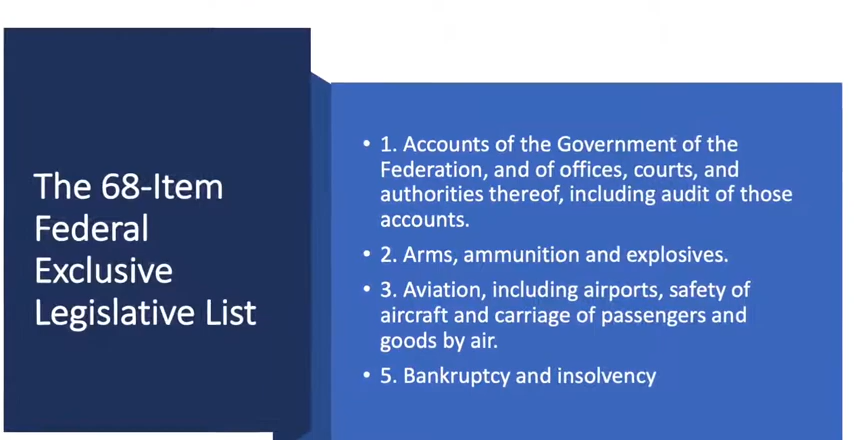 The 68-Item
Federal
Exclusive
Legislative List
• 1. Accounts of the Government of the
Federation, and of offices, courts, and
authorities thereof, including audit of those
accounts.
• 2. Arms, ammunition and explosives.
• 3. Aviation, including airports, safety of
aircraft and carriage of passengers and
goods by air.
• 5. Bankruptcy and insolvency